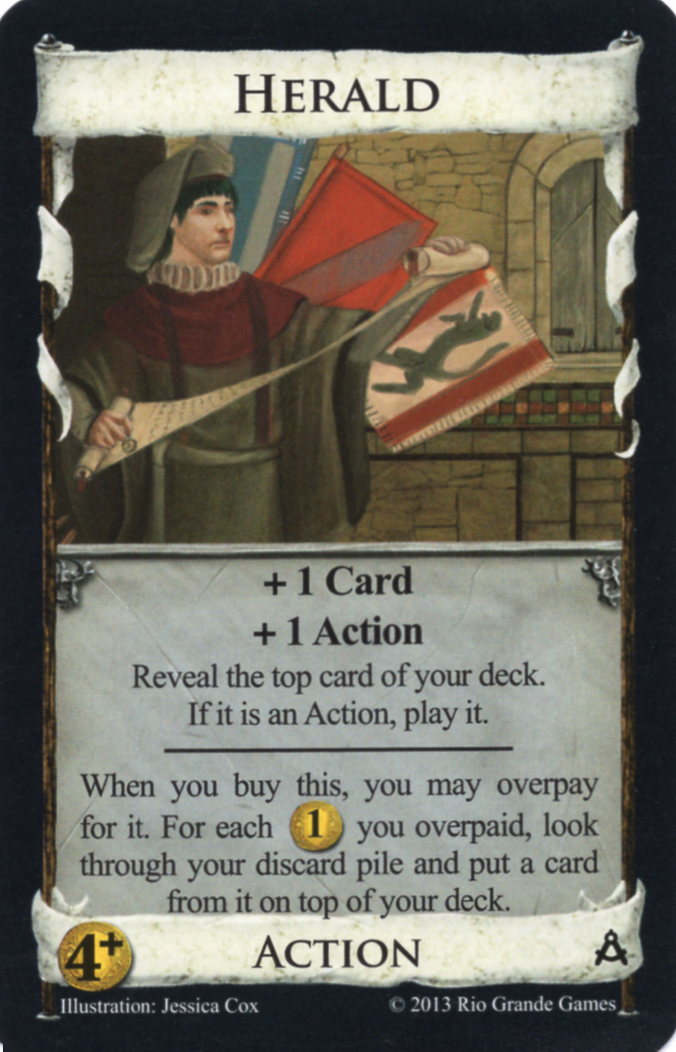 HERALD
+ 1 Card
+ 1 Action
Reveal the top card of your deck.
If it is an Action, play it.
When you buy this, you may overpay
for it. For each 1 you overpaid, look
through your discard pile and put a card
from it on top of your deck.
4+ ACTION
Illustration: Jessica Cox © 2013 Rio Grande Games